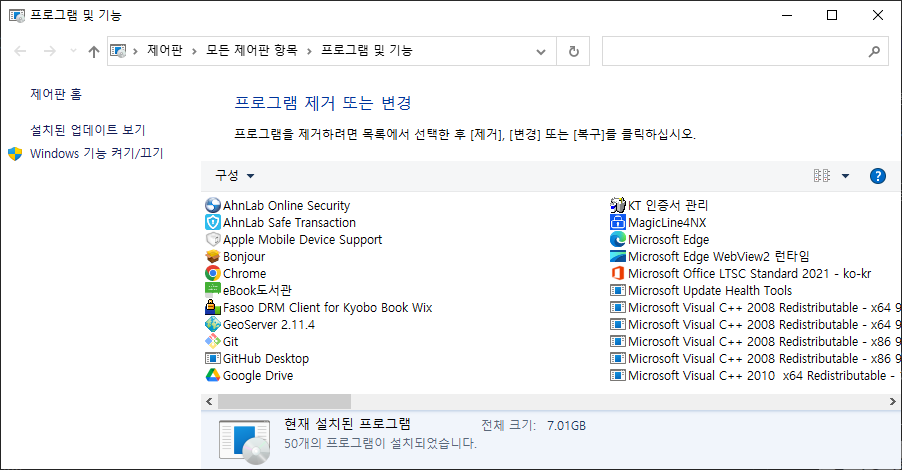 프로그램 및 기능
제어판 > 모든 제어판 항목 > 프로그램 및 기능
제어판 홈
설치된 업데이트 보기
Windows 기능 켜기/끄기
프로그램 제거 또는 변경
프로그램을 제거하려면 목록에서 선택한 후 [제거], [변경] 또는 [복구]를 클릭하십시오.
구성
AhnLab Online Security
AhnLab Safe Transaction
Apple Mobile Device Support
Bonjour
Chrome
eBook도서관
Fasoo DRM Client for Kyobo Book Wix
GeoServer 2.11.4
Git
GitHub Desktop
Google Drive
KT 인증서 관리
MagicLine4NX
Microsoft Edge
Microsoft Edge WebView2 런타임
Microsoft Office LTSC Standard 2021 - ko-kr
Microsoft Update Health Tools
Microsoft Visual C++ 2008 Redistributable - x64 9
Microsoft Visual C++ 2008 Redistributable - x64 9
Microsoft Visual C++ 2008 Redistributable - x86 9
Microsoft Visual C++ 2008 Redistributable - x86 9
Microsoft Visual C++ 2010  x64 Redistributable -
현재 설치된 프로그램 전체 크기: 7.01GB
50개의 프로그램이 설치되었습니다.